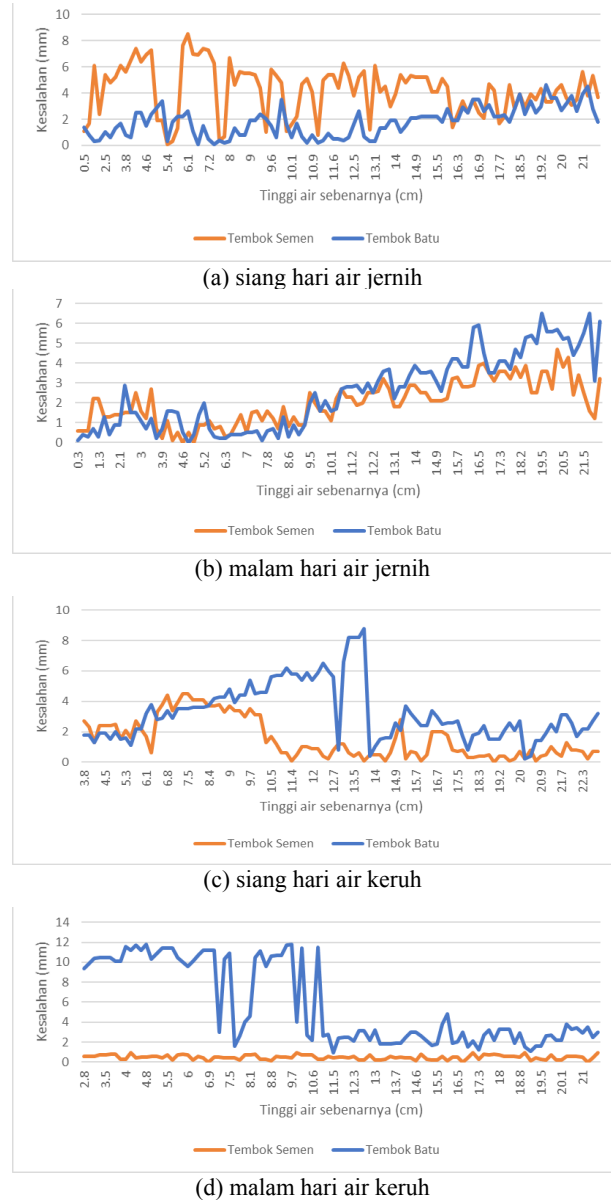 10
8
6
4
2
0
Kesalahan (mm)
0.5 2.5 3.4 3.8 4.6 5.4 6.1 7.5 8 9 9.6 10.1 10.9 11.6 12.4 13.1 14 14.9 15.5 16.2 16.9 17.7 18.5 19.2 20 21
Tinggi air sebenarnya (cm)
Tembok Semen Tembok Batu
(a) siang hari air jernih
7
6
5
4
3
2
1
0
Kesalahan (mm)
0.3 1.3 2.1 3 3.8 4.6 5.2 6.3 7 7.8 8.6 9.5 10.4 11.2 12.2 13.1 14 14.9 15.7 16.5 17.1 17.7 18.5 19.5 20.5 21.5
Tinggi air sebenarnya (cm)
Tembok Semen Tembok Batu
(b) malam hari air jernih
10
8
6
4
2
0
Kesalahan (mm)
3.8 4.5 5.3 6.1 6.8 7.5 8.4 9 9.7 10.5 11.4 12 12.7 13.5 14 14.9 15.7 16.7 17.5 18.3 19.2 20 20.9 21.7 22.3
Tinggi air sebenarnya (cm)
Tembok Semen Tembok Batu
(c) siang hari air keruh
14
12
10
8
6
4
2
0
Kesalahan (mm)
2.8 3.5 4 4.8 5.4 6.2 6.9 7.5 8.3 9 9.7 10.6 11.4 12.3 13 13.7 14.6 15.3 16.3 17 17.8 18.6 19.5 20.1 21
Tinggi air sebenarnya (cm)
Tembok Semen Tembok Batu
(d) malam hari air keruh